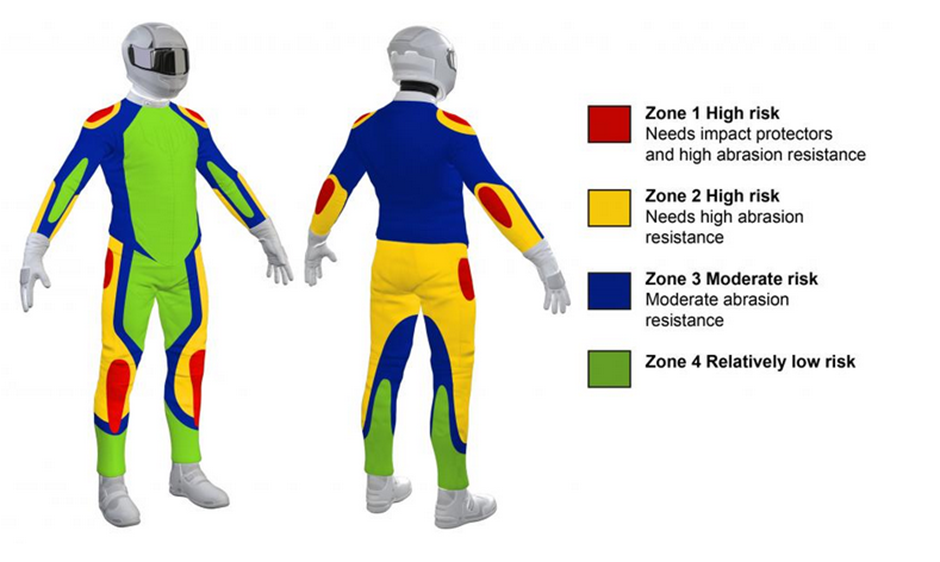 Zone 1 High risk
Needs impact protectors
and high abrasion resistance
Zone 2 High risk
Needs high abrasion
resistance
Zone 3 Moderate risk
Moderate abrasion
resistance
Zone 4 Relatively low risk